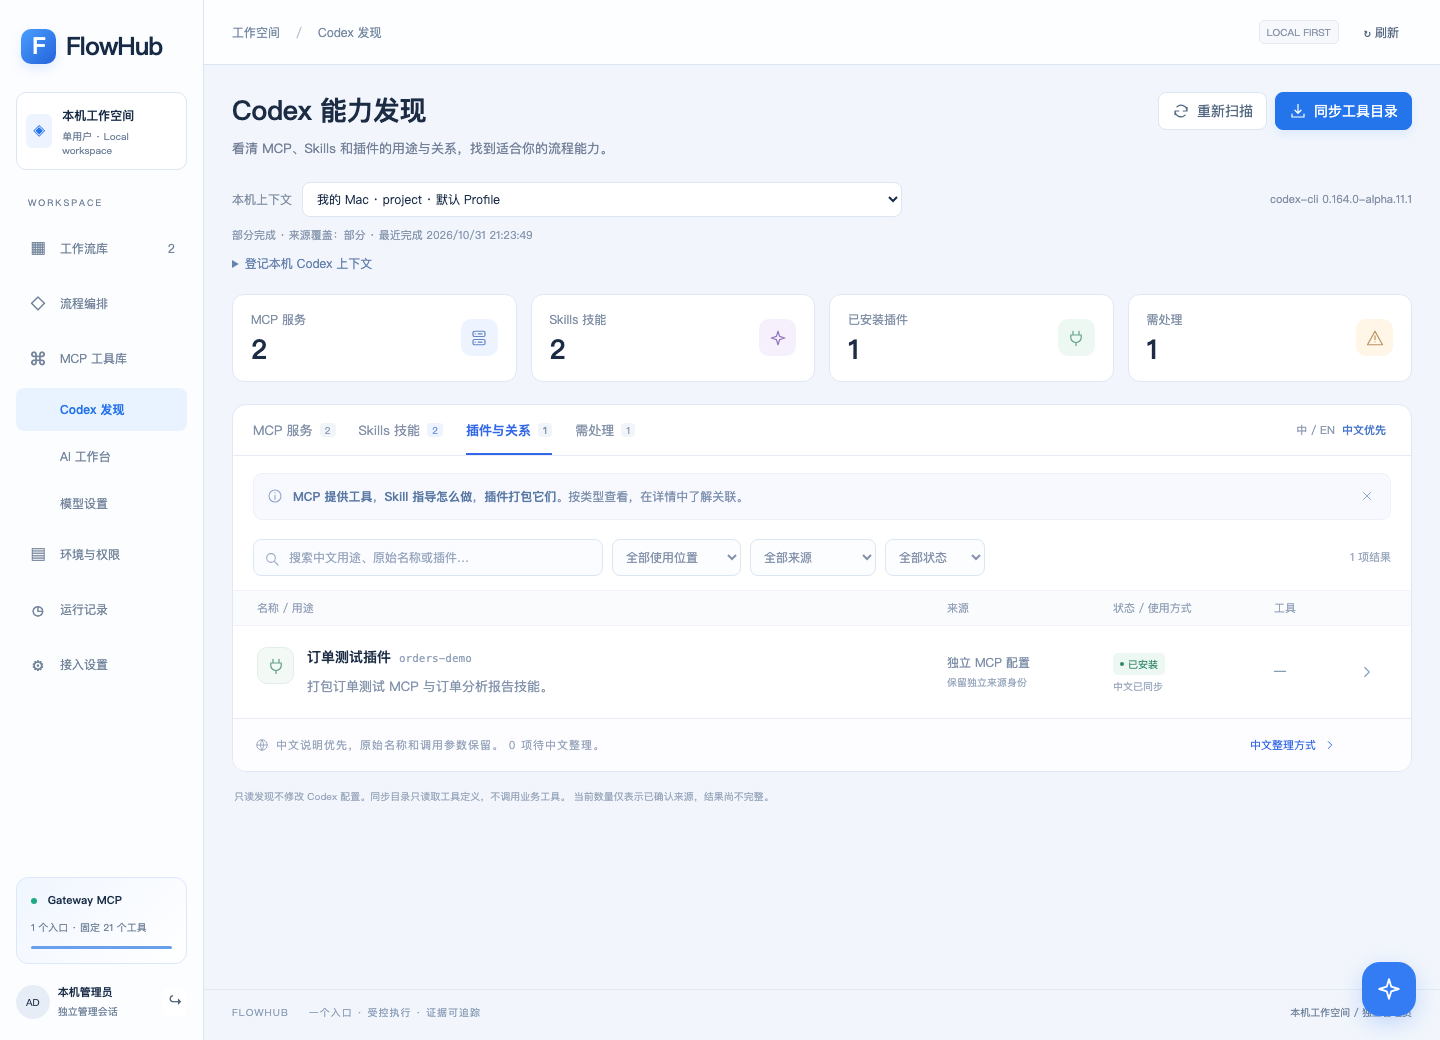 F FlowHub
本机工作空间
单用户 · Local
workspace
WORKSPACE
工作流库 2
流程编排
MCP 工具库
Codex 发现
AI 工作台
模型设置
环境与权限
运行记录
接入设置
Gateway MCP
1 个入口 · 固定 21 个工具
AD
本机管理员
独立管理会话
工作空间 / Codex 发现
LOCAL FIRST
↻ 刷新
Codex 能力发现
看清 MCP、Skills 和插件的用途与关系，找到适合你的流程能力。
重新扫描
同步工具目录
本机上下文
我的 Mac · project · 默认 Profile
codex-cli 0.164.0-alpha.11.1
部分完成 · 来源覆盖：部分 · 最近完成 2026/10/31 21:23:49
▶ 登记本机 Codex 上下文
MCP 服务
2
Skills 技能
2
已安装插件
1
需处理
1
MCP 服务 2
Skills 技能 2
插件与关系 1
需处理 1
中 / EN 中文优先
MCP 提供工具，Skill 指导怎么做，插件打包它们。按类型查看，在详情中了解关联。
搜索中文用途、原始名称或插件...
全部使用位置
全部来源
全部状态
1 项结果
名称 / 用途
来源
状态 / 使用方式
工具
订单测试插件 orders-demo
打包订单测试 MCP 与订单分析报告技能。
独立 MCP 配置
保留独立来源身份
已安装
中文已同步
—
中文说明优先，原始名称和调用参数保留。 0 项待中文整理。
中文整理方式
只读发现不修改 Codex 配置。同步目录只读取工具定义，不调用业务工具。 当前数量仅表示已确认来源，结果尚不完整。
FLOWHUB 一个入口 · 受控执行 · 证据可追踪
本机工作空间 /